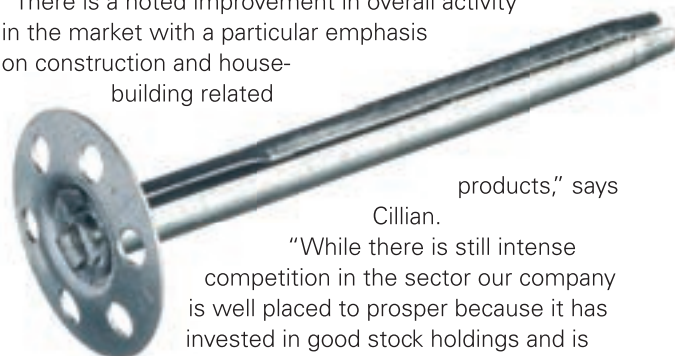 There is a noted improvement in overall activity
in the market with a particular emphasis
on construction and house-
building related
products,” says
Cillian.
“While there is still intense
competition in the sector our company
is well placed to prosper because it has
invested in good stock holdings and is